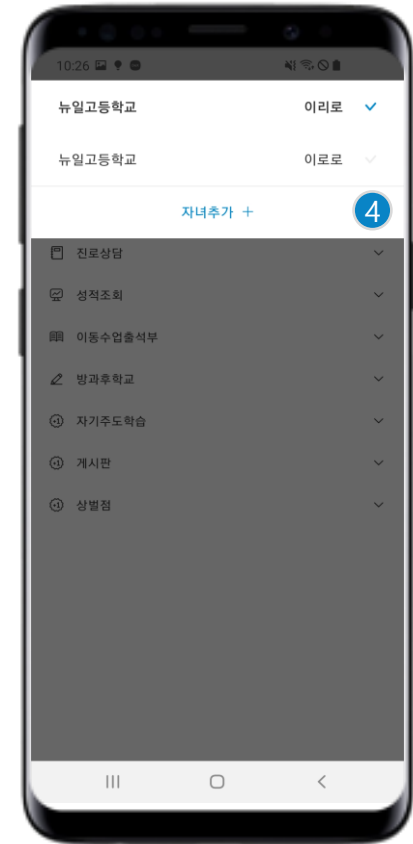 10:26
뉴일고등학교 이리로
뉴일고등학교 이로로
자녀추가 + 4
진로상담
성적조회
이동수업출석부
방과후학교
자기주도학습
게시판
상벌점